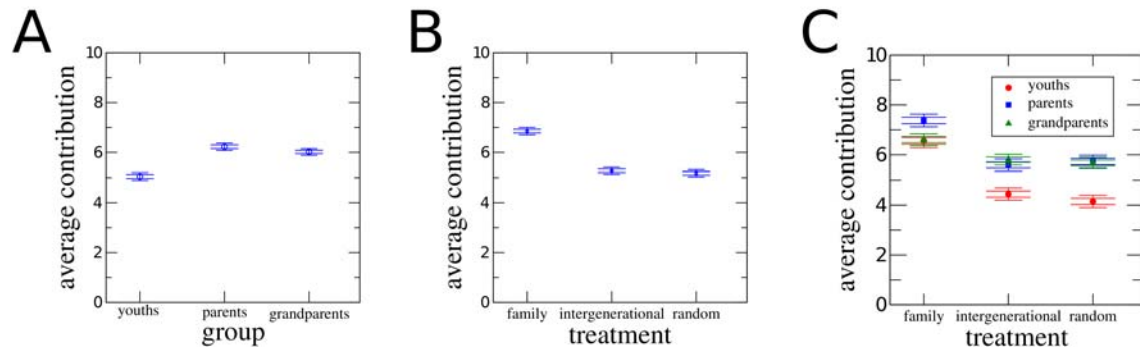 A
average contribution
10
8
6
4
2
0
youths parents grandparents
group
B
average contribution
10
8
6
4
2
0
family intergenerational random
treatment
C
average contribution
10
8
6
4
2
0
youths
parents
grandparents
family intergenerational random
treatment